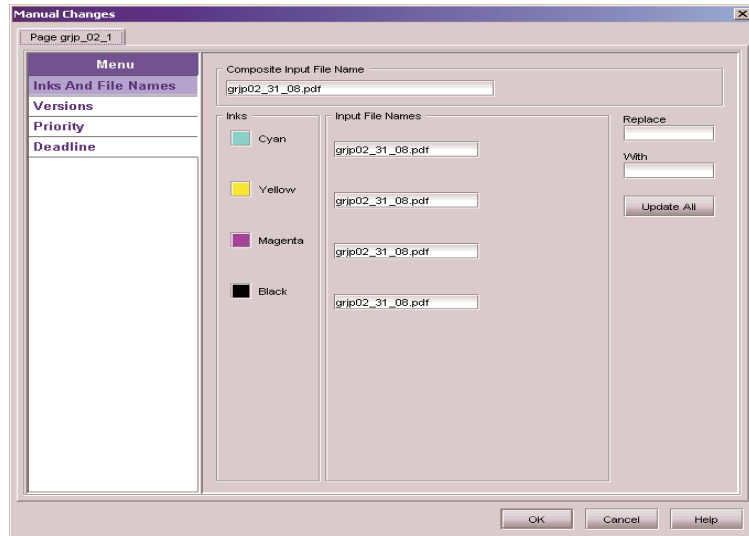 Manual Changes
Page grjp_02_1
Menu
Inks And File Names
Versions
Priority
Deadline
Composite Input File Name
grjp02_31_08.pdf
Inks
Cyan
Yellow
Magenta
Black
Input File Names
grjp02_31_08.pdf
grjp02_31_08.pdf
grjp02_31_08.pdf
grjp02_31_08.pdf
Replace
With
Update All
OK
Cancel
Help